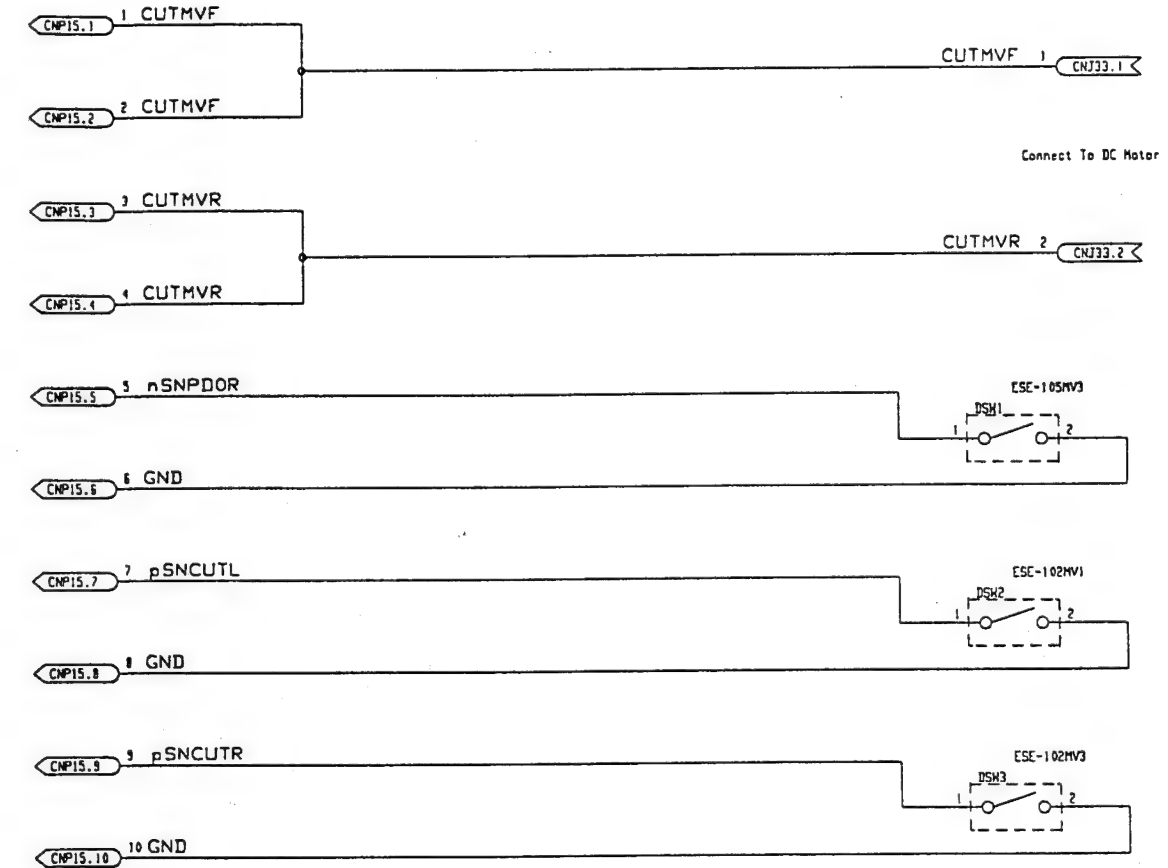 CNP15.1 1 CUTMVF
CUTMVF 1 CNJ33.1
CNP15.2 2 CUTMVF
Connect To DC Motor
CNP15.3 3 CUTMVR
CUTMVR 2 CNJ33.2
CNP15.4 4 CUTMVR
CNP15.5 5 nSNPDOR
ESE-105MV3
DSW1
1 2
CNP15.6 6 GND
CNP15.7 7 pSNCUTL
ESE-102MV1
DSW2
1 2
CNP15.8 8 GND
CNP15.9 9 pSNCUTR
ESE-102MV3
DSW3
1 2
CNP15.10 10 GND